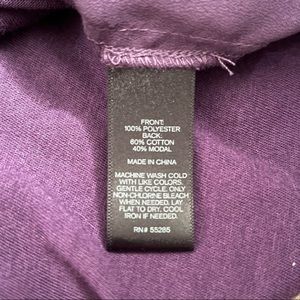 FRONT:
100% POLYESTER
BACK:
60% COTTON
40% MODAL
MADE IN CHINA
MACHINE WASH COLD
WITH LIKE COLORS.
GENTLE CYCLE. ONLY
NON-CHLORINE BLEACH
WHEN NEEDED. LAY
FLAT TO DRY. COOL
IRON IF NEEDED.
RN# 55285